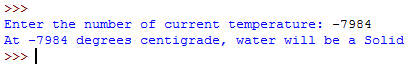 >>>
Enter the number of current temperature: -7984
At -7984 degrees centigrade, water will be a Solid
>>>